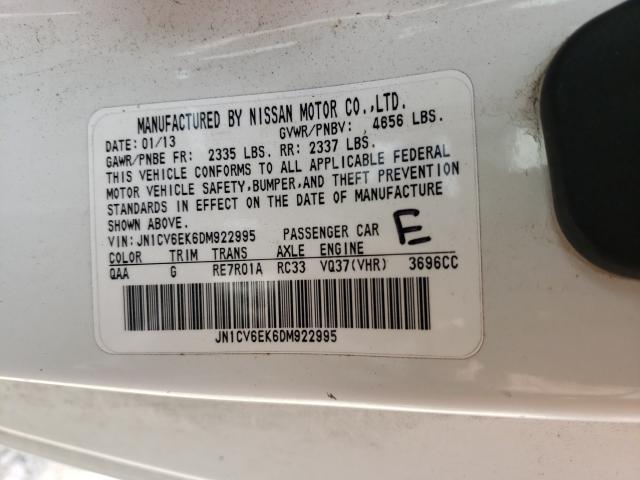 MANUFACTURED BY NISSAN MOTOR CO.,LTD.
DATE: 01/13 GVWR/PNBV: 4656 LBS.
GAWR/PNBE FR: 2335 LBS. RR: 2337 LBS.
THIS VEHICLE CONFORMS TO ALL APPLICABLE FEDERAL
MOTOR VEHICLE SAFETY,BUMPER,AND THEFT PREVENTION
STANDARDS IN EFFECT ON THE DATE OF MANUFACTURE
SHOWN ABOVE.
VIN: JN1CV6EK6DM922995 PASSENGER CAR E
COLOR TRIM TRANS AXLE ENGINE
QAA G RE7R01A RC33 VQ37(VHR) 3696CC
JN1CV6EK6DM922995